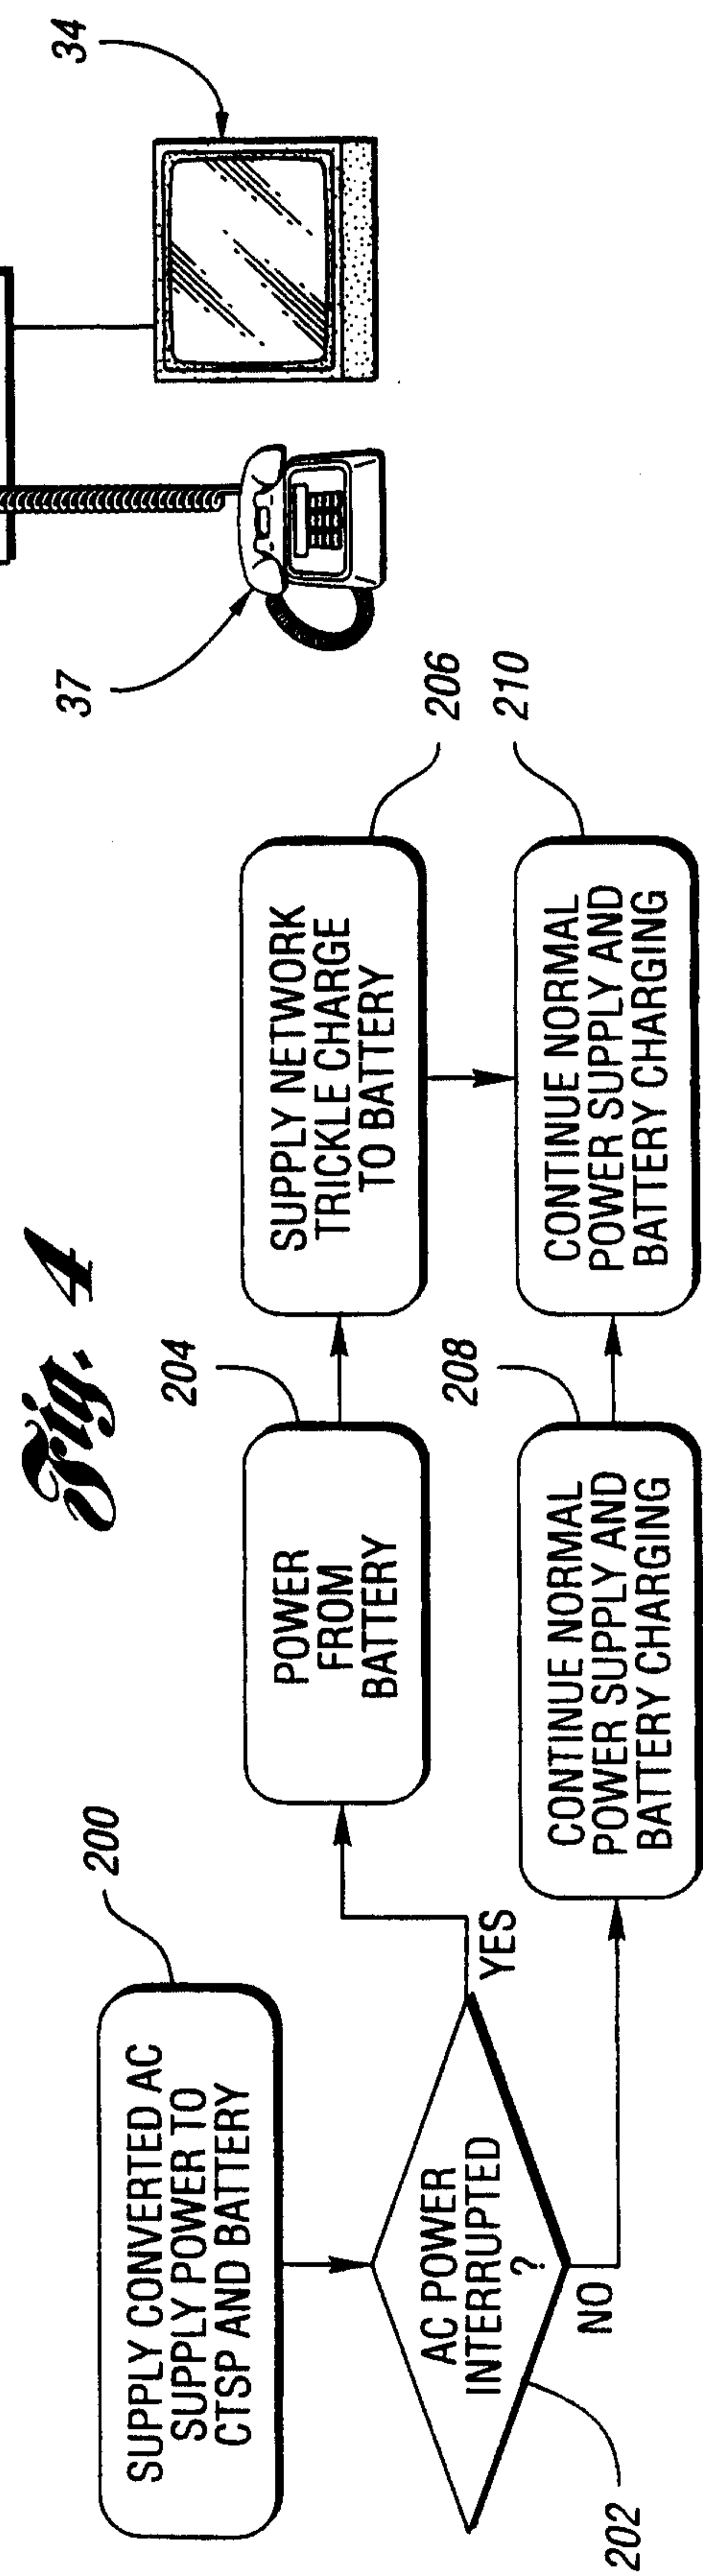 37
34
Fig. 4
200
SUPPLY CONVERTED AC
SUPPLY POWER TO
CTSP AND BATTERY
AC POWER
INTERRUPTED
?
202
YES
NO
204
POWER
FROM
BATTERY
SUPPLY NETWORK
TRICKLE CHARGE
TO BATTERY
206
208
CONTINUE NORMAL
POWER SUPPLY AND
BATTERY CHARGING
CONTINUE NORMAL
POWER SUPPLY AND
BATTERY CHARGING
210